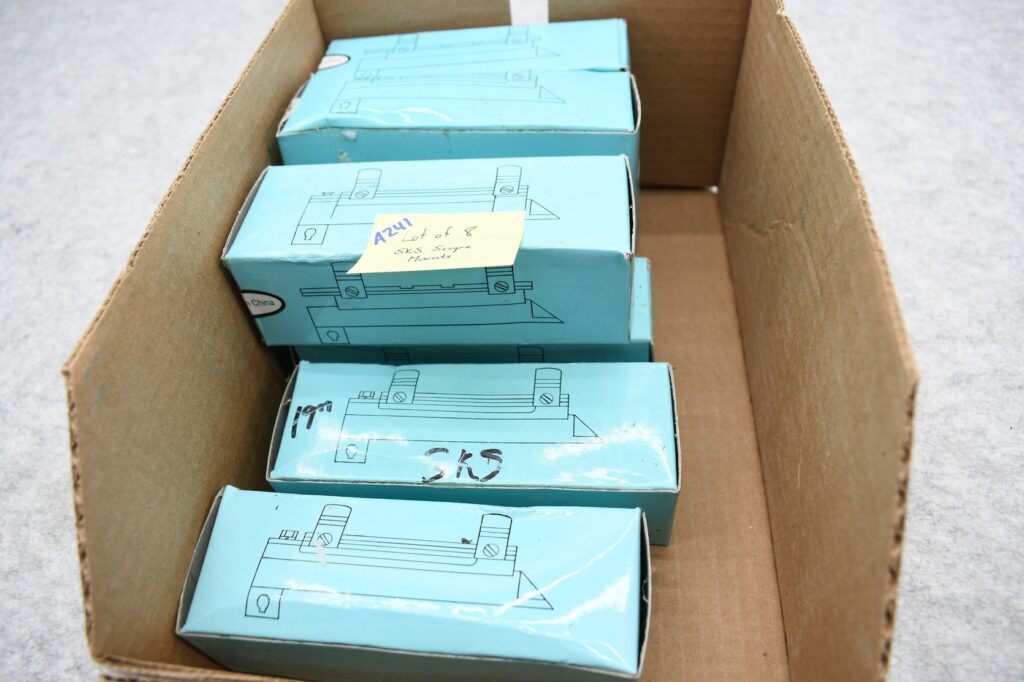 A241
Lot of 8
SKS Scope
Mounts
China
SKS